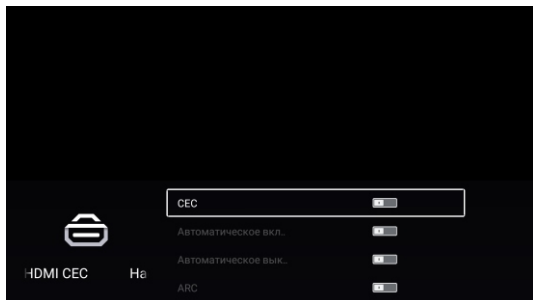 CEC
Автоматическое вкл..
Автоматическое вык..
HDMI CEC
На
ARC